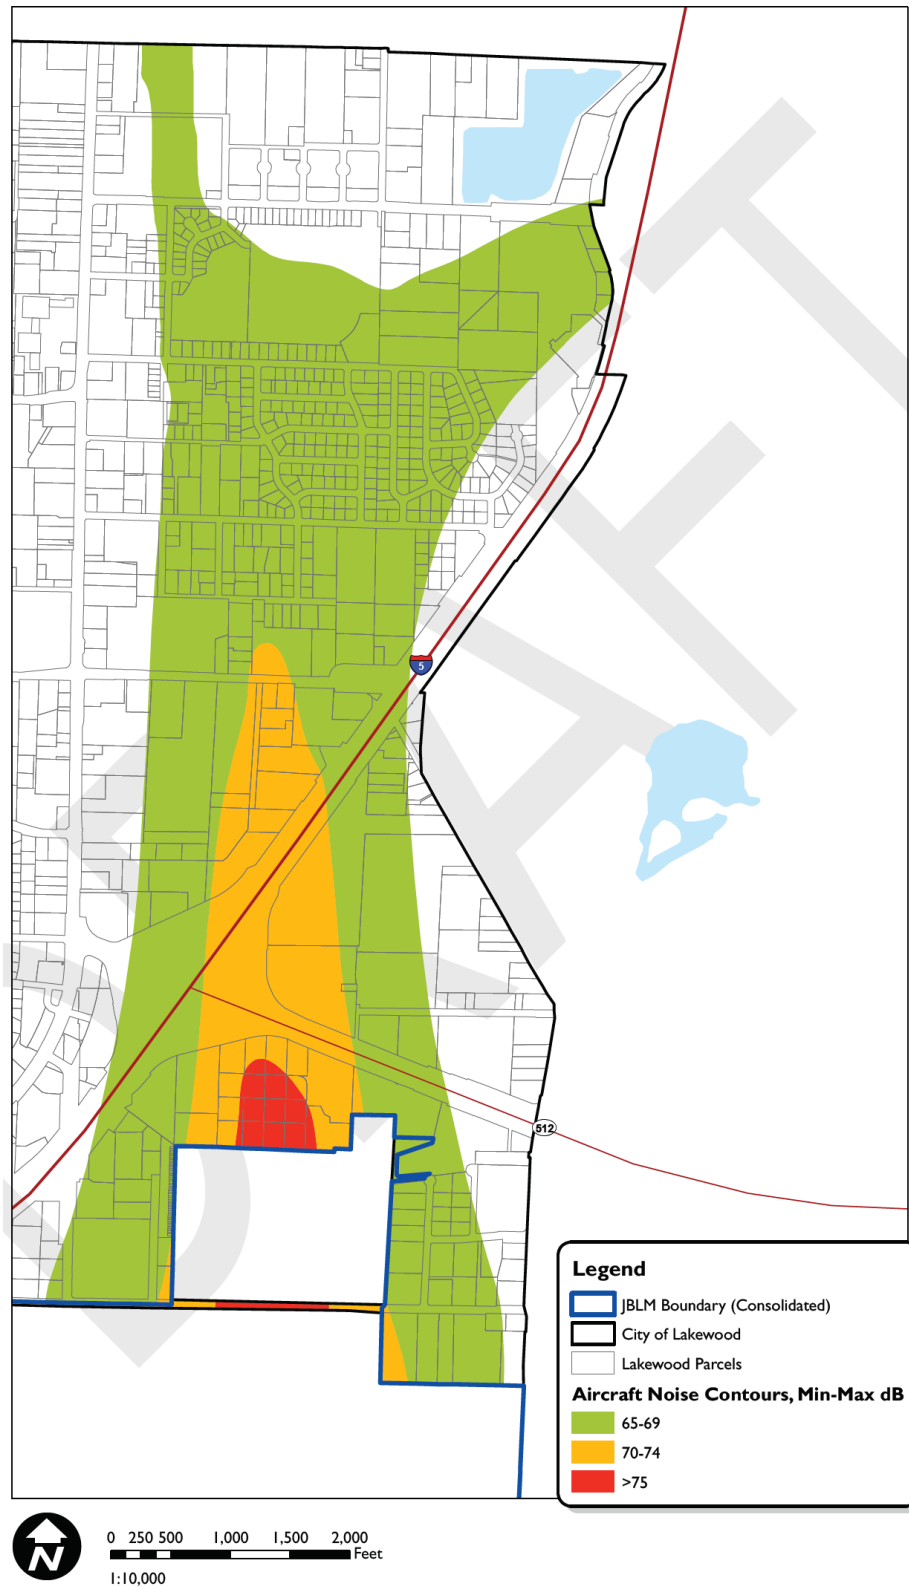 DRAFT
5
512
Legend
JBLM Boundary (Consolidated)
City of Lakewood
Lakewood Parcels
Aircraft Noise Contours, Min-Max dB
65-69
70-74
>75
N
0 250 500 1,000 1,500 2,000
Feet
1:10,000